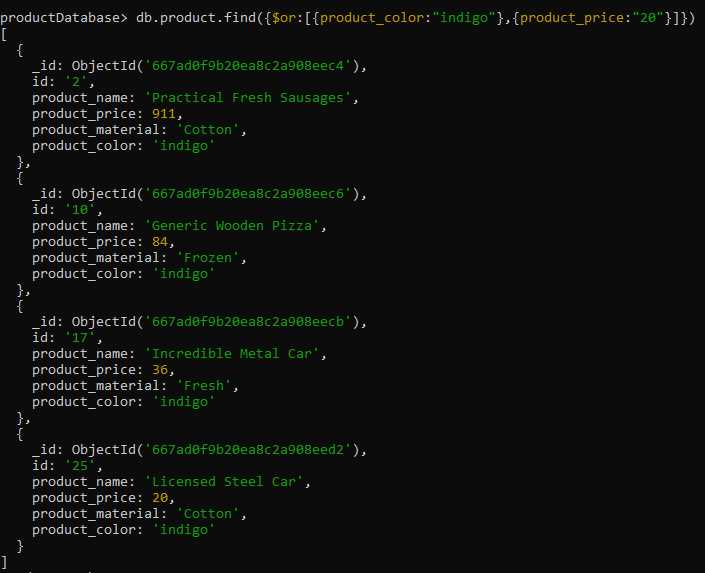 productDatabase> db.product.find({$or:[{product_color:"indigo"},{product_price:"20"}]})
[
  {
    _id: ObjectId('667ad0f9b20ea8c2a908eec4'),
    id: '2',
    product_name: 'Practical Fresh Sausages',
    product_price: 911,
    product_material: 'Cotton',
    product_color: 'indigo'
  },
  {
    _id: ObjectId('667ad0f9b20ea8c2a908eec6'),
    id: '10',
    product_name: 'Generic Wooden Pizza',
    product_price: 84,
    product_material: 'Frozen',
    product_color: 'indigo'
  },
  {
    _id: ObjectId('667ad0f9b20ea8c2a908eecb'),
    id: '17',
    product_name: 'Incredible Metal Car',
    product_price: 36,
    product_material: 'Fresh',
    product_color: 'indigo'
  },
  {
    _id: ObjectId('667ad0f9b20ea8c2a908eed2'),
    id: '25',
    product_name: 'Licensed Steel Car',
    product_price: 20,
    product_material: 'Cotton',
    product_color: 'indigo'
  }
]